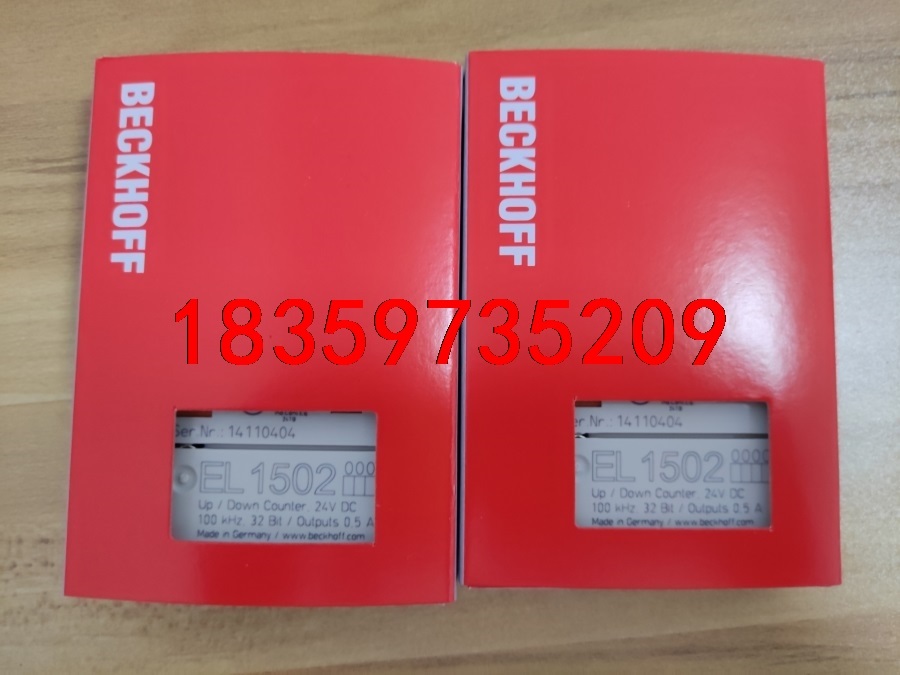 BECKHOFF
BECKHOFF
18359735209
Ser.Nr.: 14110404
EL 1502
Up / Down Counter, 24V DC
100 kHz, 32 Bit / Outputs 0.5 A
Made in Germany / www.beckhoff.com
er.Nr.: 14110404
EL 1502
Up / Down Counter, 24V DC
100 kHz, 32 Bit / Outputs 0.5 A
Made in Germany / www.beckhoff.com